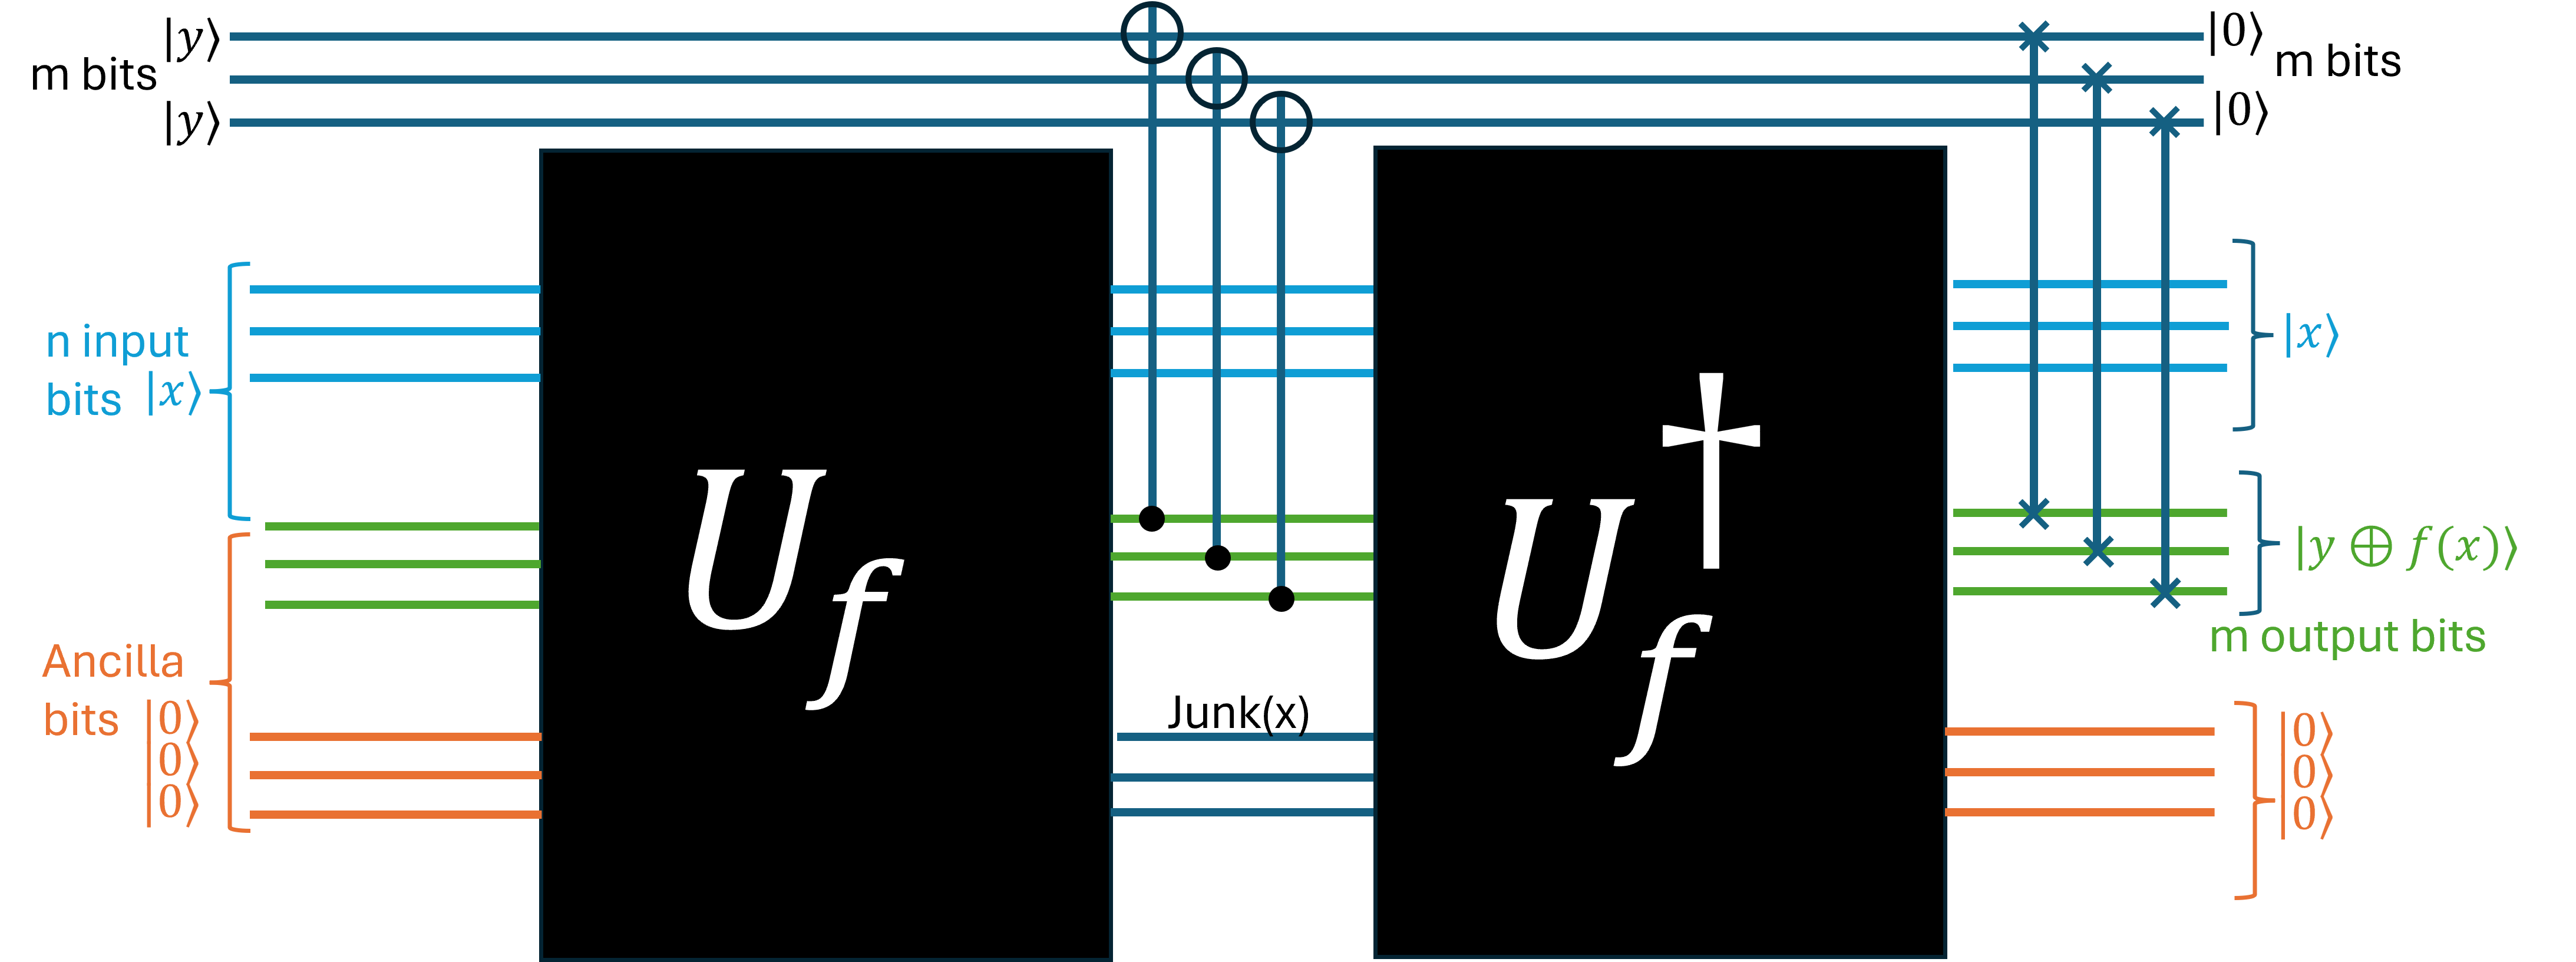 |y⟩
m bits
|y⟩
|0⟩
m bits
|0⟩
n input
bits |x⟩
U_f
U_f^†
|x⟩
|y ⊕ f(x)⟩
m output bits
Ancilla
bits |0⟩
|0⟩
|0⟩
Junk(x)
|0⟩
|0⟩
|0⟩